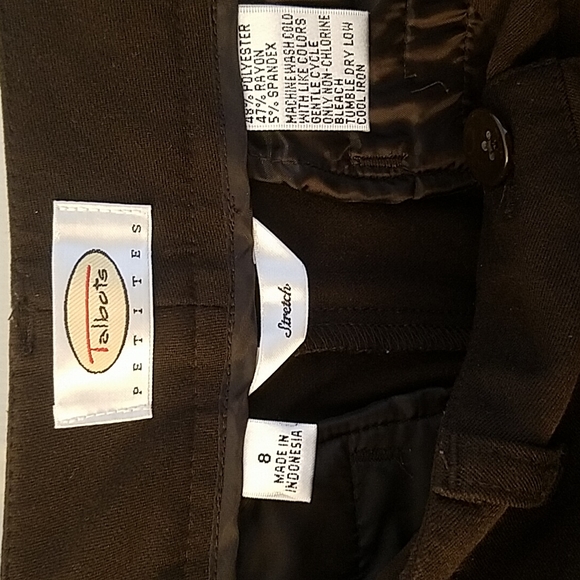 Talbots
PETITES
Stretch
8
MADE IN
INDONESIA
48% POLYESTER
47% RAYON
5% SPANDEX
MACHINE WASH COLD
WITH LIKE COLORS
GENTLE CYCLE
ONLY NON-CHLORINE
BLEACH
TUMBLE DRY LOW
COOL IRON